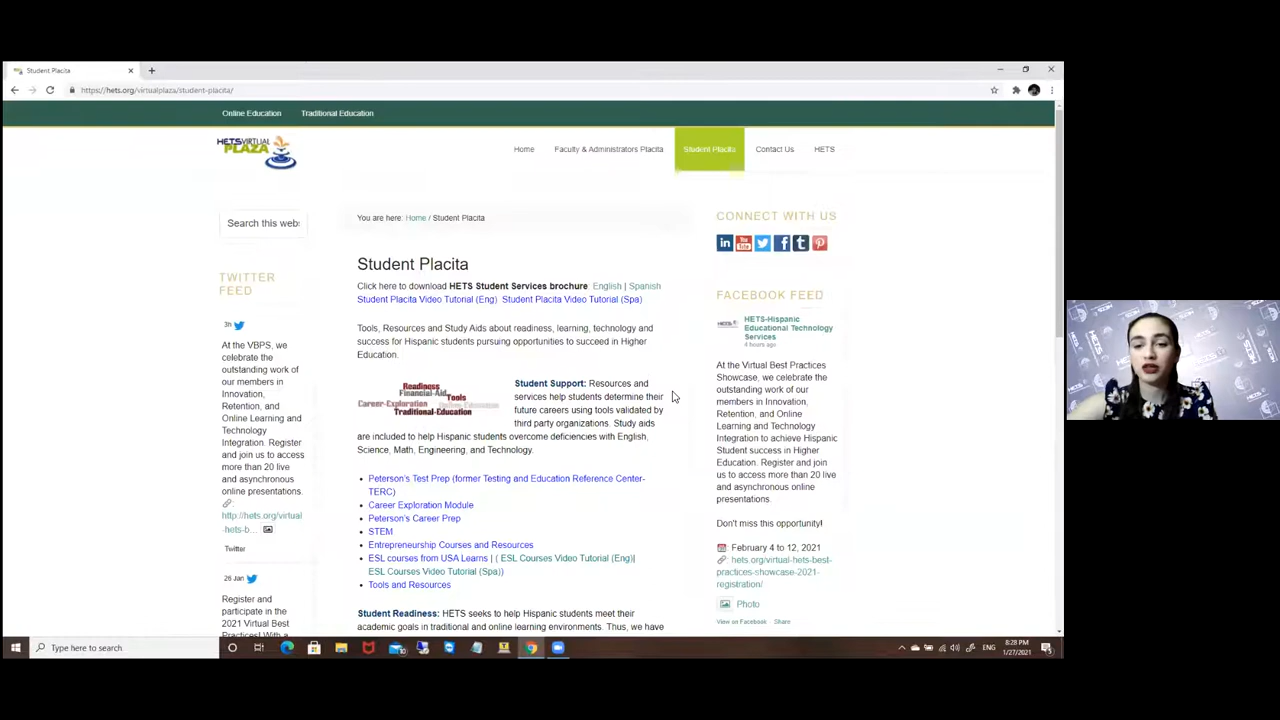 Student Placita
https://hets.org/virtualplaza/student-placita/
Online Education
Traditional Education
HETS VIRTUAL
PLAZA
Home
Faculty & Administrators Placita
Student Placita
Contact Us
HETS
Search this webs
TWITTER
FEED
3h
At the VBPS, we
celebrate the
outstanding work of
our members in
Innovation,
Retention, and
Online Learning and
Technology
Integration. Register
and join us to access
more than 20 live
and asynchronous
online presentations.
http://hets.org/virtual
-hets-b...
Twitter
26 Jan
Register and
participate in the
2021 Virtual Best
Practices! With a
You are here: Home / Student Placita
Student Placita
Click here to download HETS Student Services brochure English | Spanish
Student Placita Video Tutorial (Eng) Student Placita Video Tutorial (Spa)
Tools, Resources and Study Aids about readiness, learning, technology and
success for Hispanic students pursuing opportunities to succeed in Higher
Education.
Readiness
Financial-Aid
Tools
Career-Exploration
Online-Education
Traditional-Education
Student Support: Resources and
services help students determine their
future careers using tools validated by
third party organizations. Study aids
are included to help Hispanic students overcome deficiencies with English,
Science, Math, Engineering, and Technology.
• Peterson's Test Prep (former Testing and Education Reference Center-
TERC)
• Career Exploration Module
• Peterson's Career Prep
• STEM
• Entrepreneurship Courses and Resources
• ESL courses from USA Learns | ( ESL Courses Video Tutorial (Eng)|
ESL Courses Video Tutorial (Spa))
• Tools and Resources
Student Readiness: HETS seeks to help Hispanic students meet their
academic goals in traditional and online learning environments. Thus, we have
CONNECT WITH US
FACEBOOK FEED
HETS-Hispanic
Educational Technology
Services
4 hours ago
At the Virtual Best Practices
Showcase, we celebrate the
outstanding work of our
members in Innovation,
Retention, and Online
Learning and Technology
Integration to achieve Hispanic
Student success in Higher
Education. Register and join
us to access more than 20 live
and asynchronous online
presentations.
Don't miss this opportunity!
February 4 to 12, 2021
hets.org/virtual-hets-best-
practices-showcase-2021-
registration/
Photo
View on Facebook · Share
Type here to search
ENG
8:28 PM
1/27/2021